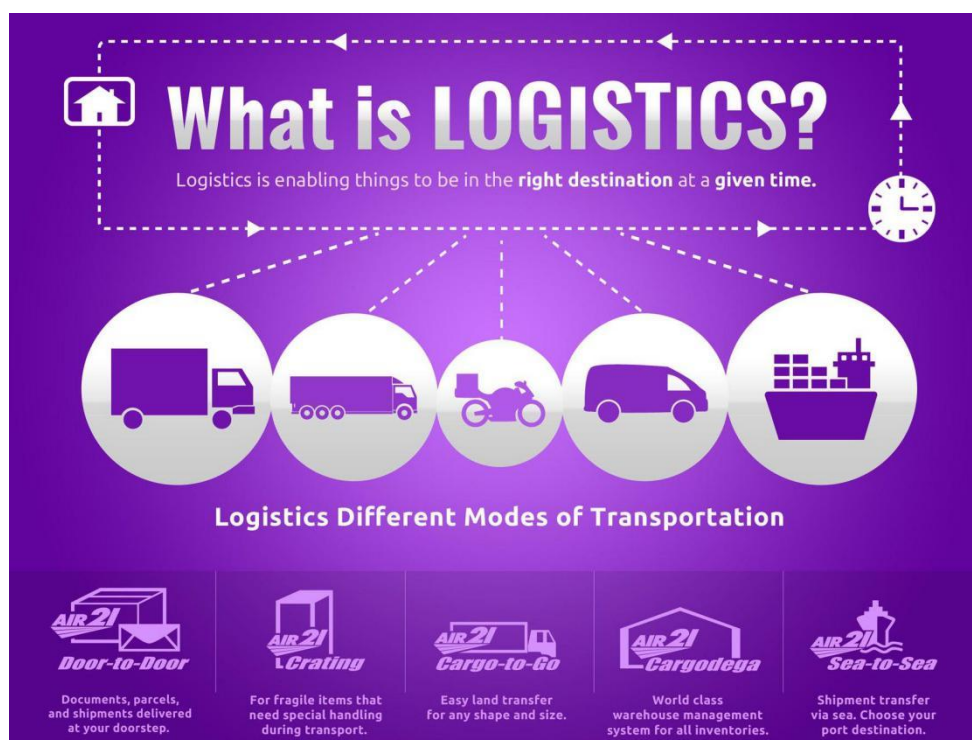 What is LOGISTICS?
Logistics is enabling things to be in the right destination at a given time.
Logistics Different Modes of Transportation
AIR21
Door-to-Door
Documents, parcels,
and shipments delivered
at your doorstep.
AIR21
Crating
For fragile items that
need special handling
during transport.
AIR21
Cargo-to-Go
Easy land transfer
for any shape and size.
AIR21
Cargodega
World class
warehouse management
system for all inventories.
AIR21
Sea-to-Sea
Shipment transfer
via sea. Choose your
port destination.